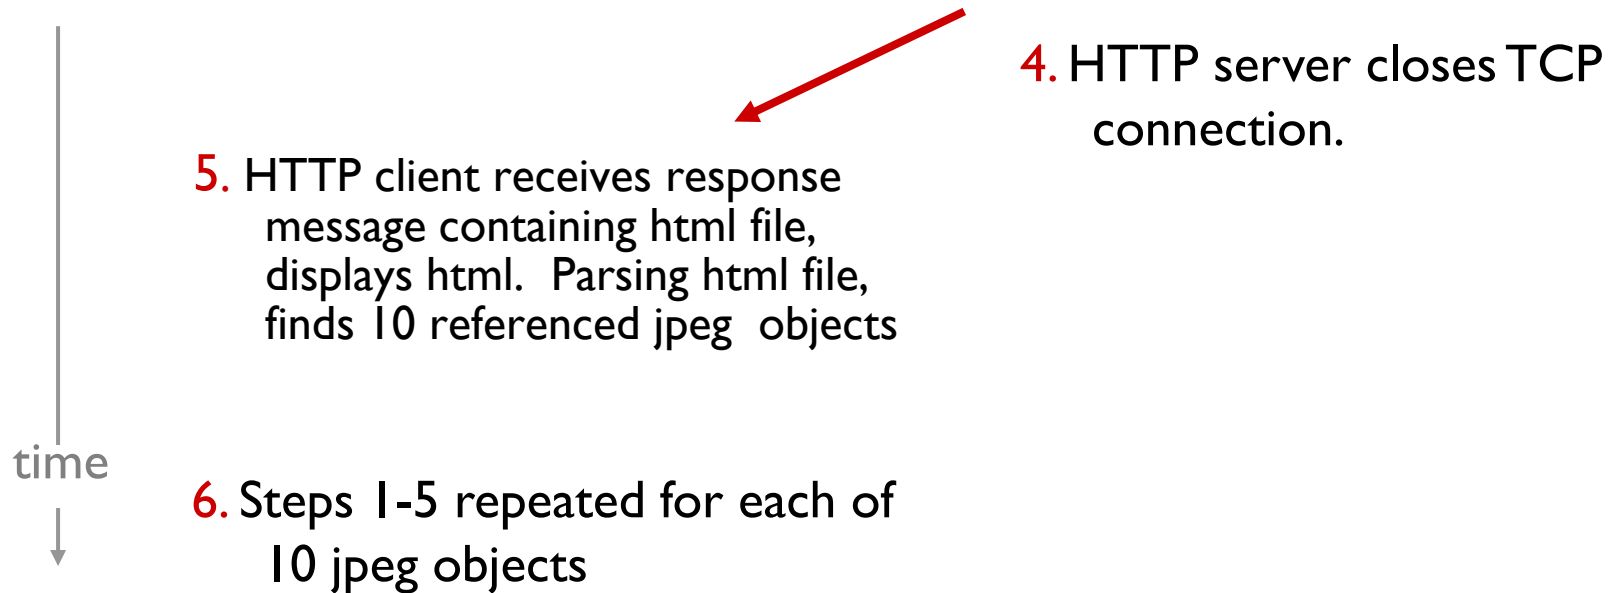 4. HTTP server closes TCP
connection.
5. HTTP client receives response
message containing html file,
displays html.  Parsing html file,
finds 10 referenced jpeg  objects
time
6. Steps 1-5 repeated for each of
10 jpeg objects